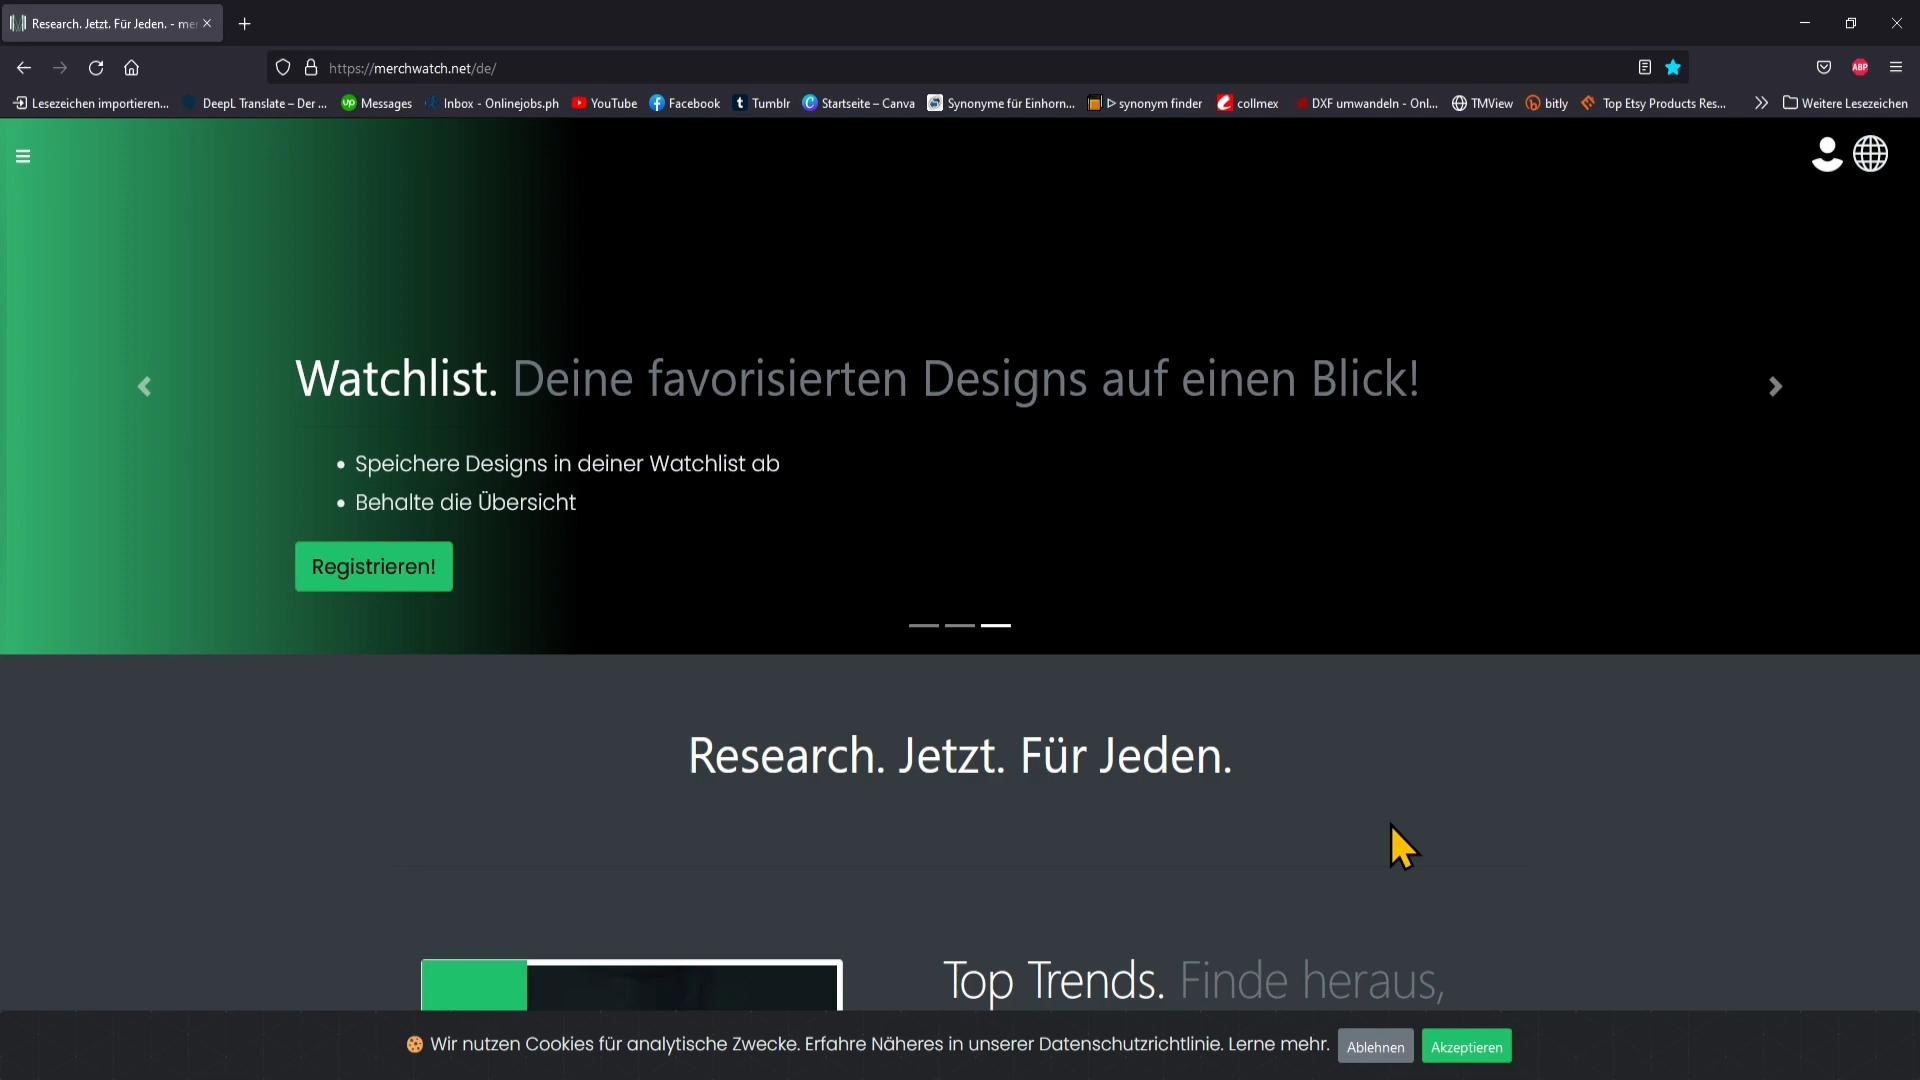 Research. Jetzt. Für Jeden. - me
https://merchwatch.net/de/
Lesezeichen importieren... DeepL Translate – Der ... Messages Inbox - Onlinejobs.ph YouTube Facebook Tumblr Startseite – Canva Synonyme für Einhorn... ᐅ synonym finder collmex DXF umwandeln - Onl... TMView bitly Top Etsy Products Res... Weitere Lesezeichen
Watchlist. Deine favorisierten Designs auf einen Blick!
• Speichere Designs in deiner Watchlist ab
• Behalte die Übersicht
Registrieren!
Research. Jetzt. Für Jeden.
Top Trends. Finde heraus,
Wir nutzen Cookies für analytische Zwecke. Erfahre Näheres in unserer Datenschutzrichtlinie. Lerne mehr. Ablehnen Akzeptieren